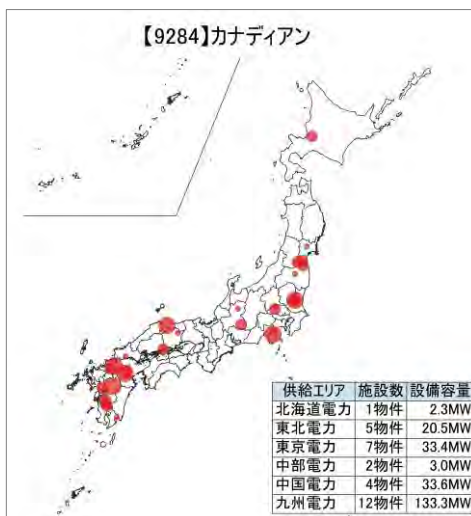 【9284】カナディアン
供給エリア 施設数 設備容量
北海道電力 1物件 2.3MW
東北電力 5物件 20.5MW
東京電力 7物件 33.4MW
中部電力 2物件 3.0MW
中国電力 4物件 33.6MW
九州電力 12物件 133.3MW